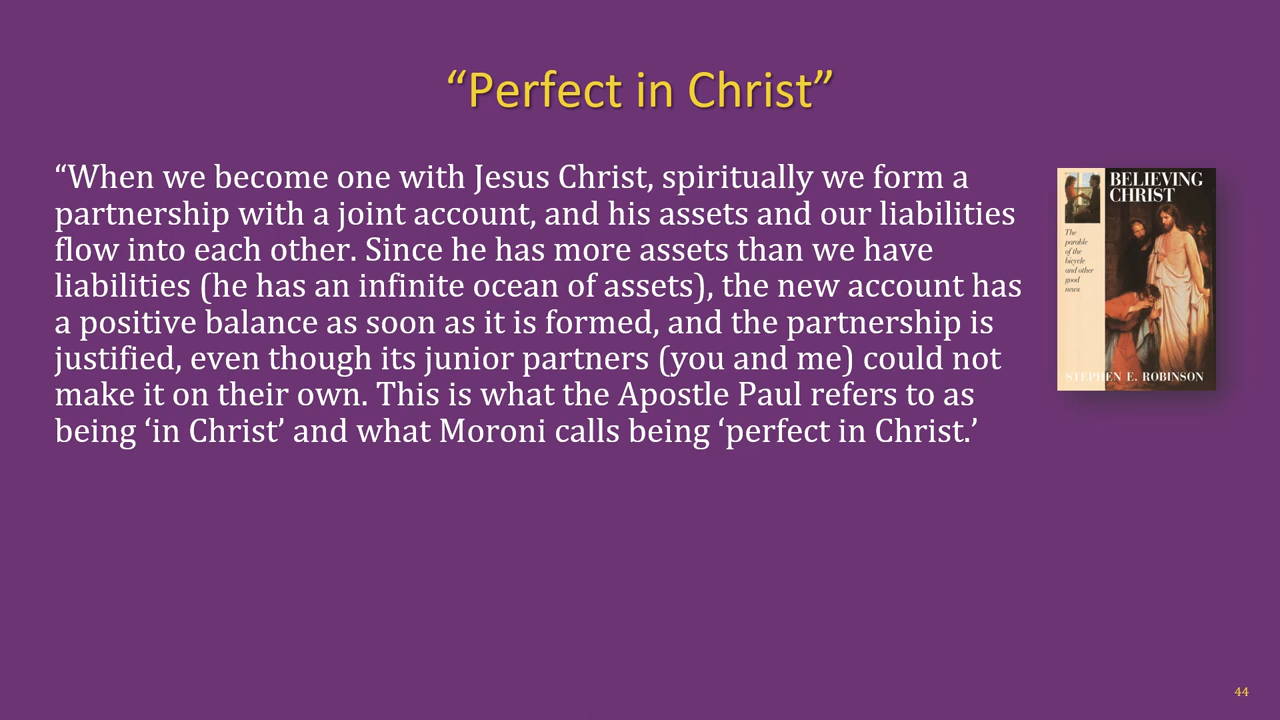 “Perfect in Christ”
“When we become one with Jesus Christ, spiritually we form a
partnership with a joint account, and his assets and our liabilities
flow into each other. Since he has more assets than we have
liabilities (he has an infinite ocean of assets), the new account has
a positive balance as soon as it is formed, and the partnership is
justified, even though its junior partners (you and me) could not
make it on their own. This is what the Apostle Paul refers to as
being ‘in Christ’ and what Moroni calls being ‘perfect in Christ.’
BELIEVING
CHRIST
The
parable
of the
bicycle
and other
good
news
STEPHEN E. ROBINSON
44